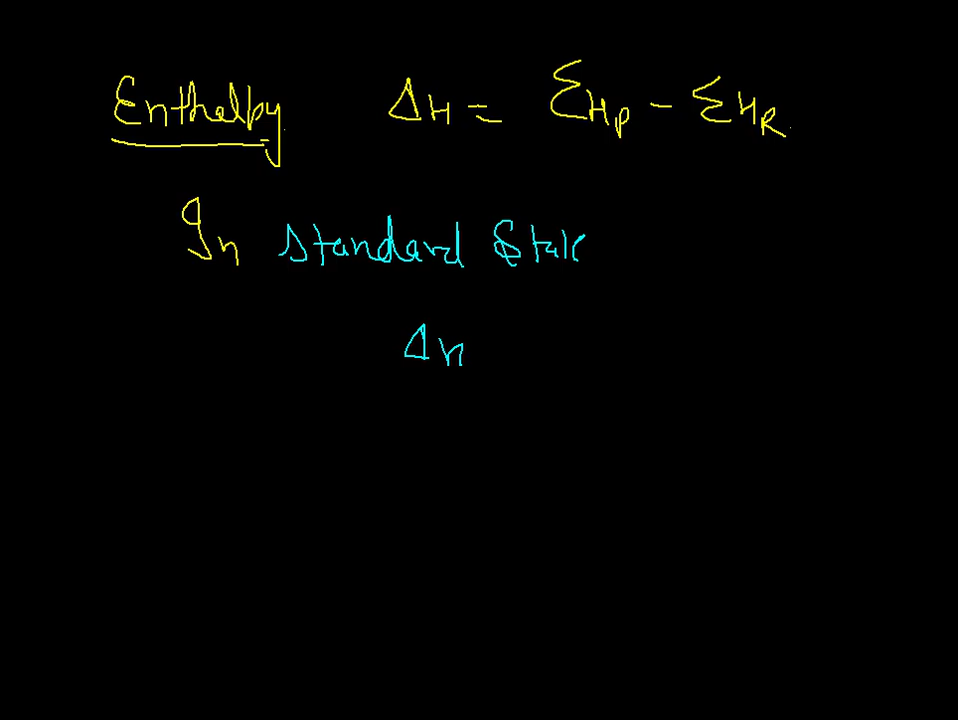 Enthalpy ΔH = ΣHP - ΣHR
In standard State
ΔH